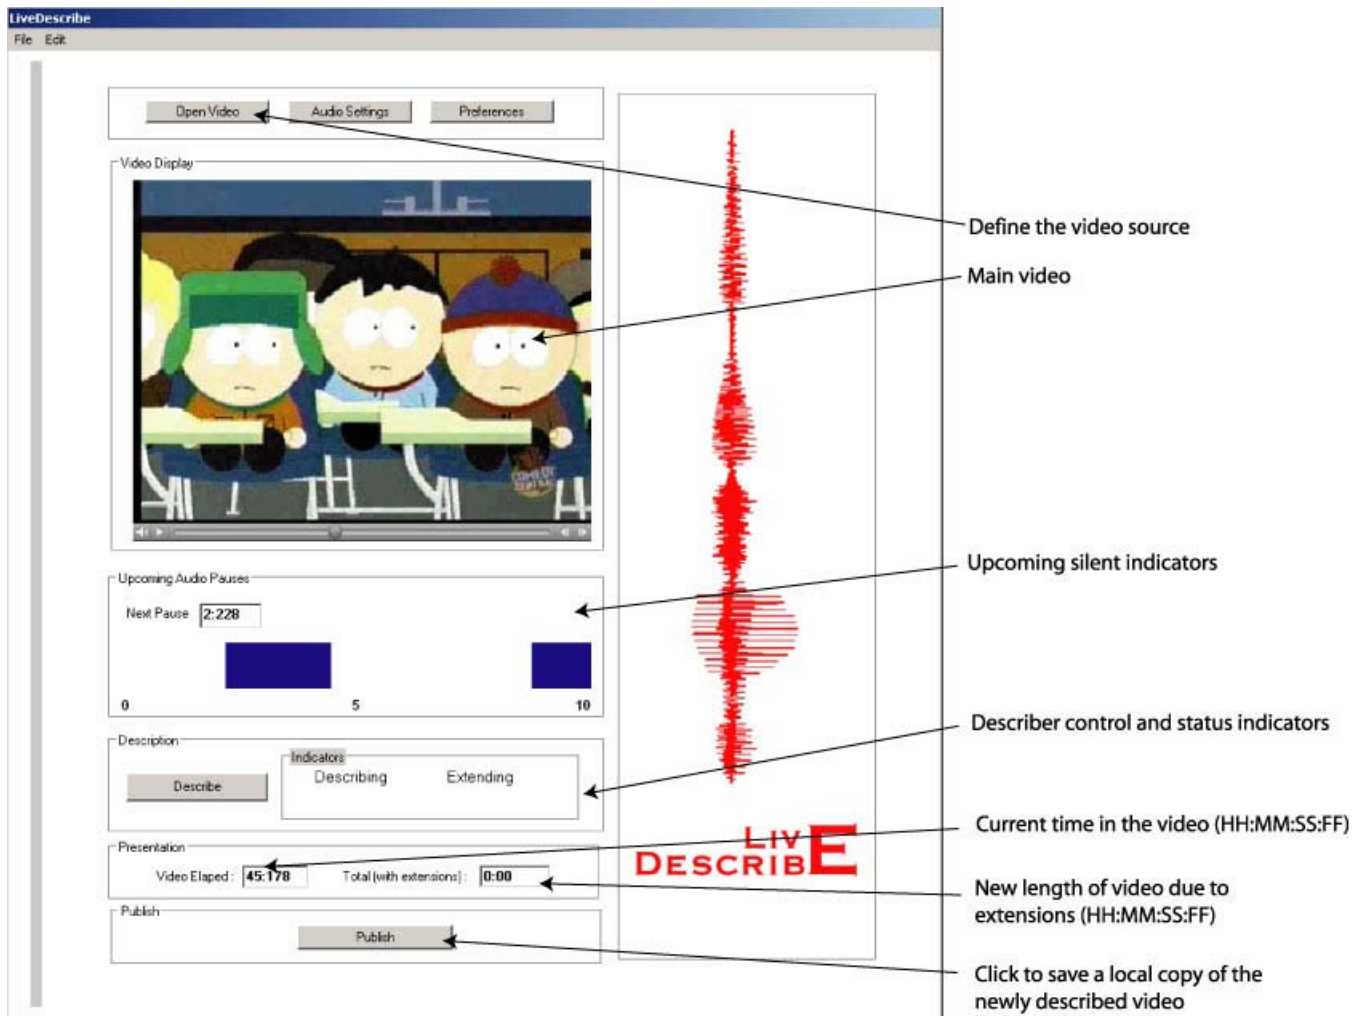 LiveDescribe
File Edit
Open Video Audio Settings Preferences
Video Display
COMEDY
CENTRAL
Upcoming Audio Pauses
Next Pause 2:228
0 5 10
Description
Describe
Indicators
Describing Extending
Presentation
Video Elaped: 45:178 Total (with extensions): 0:00
Publish
Publish
LIVE
DESCRIBE
Define the video source
Main video
Upcoming silent indicators
Describer control and status indicators
Current time in the video (HH:MM:SS:FF)
New length of video due to
extensions (HH:MM:SS:FF)
Click to save a local copy of the
newly described video